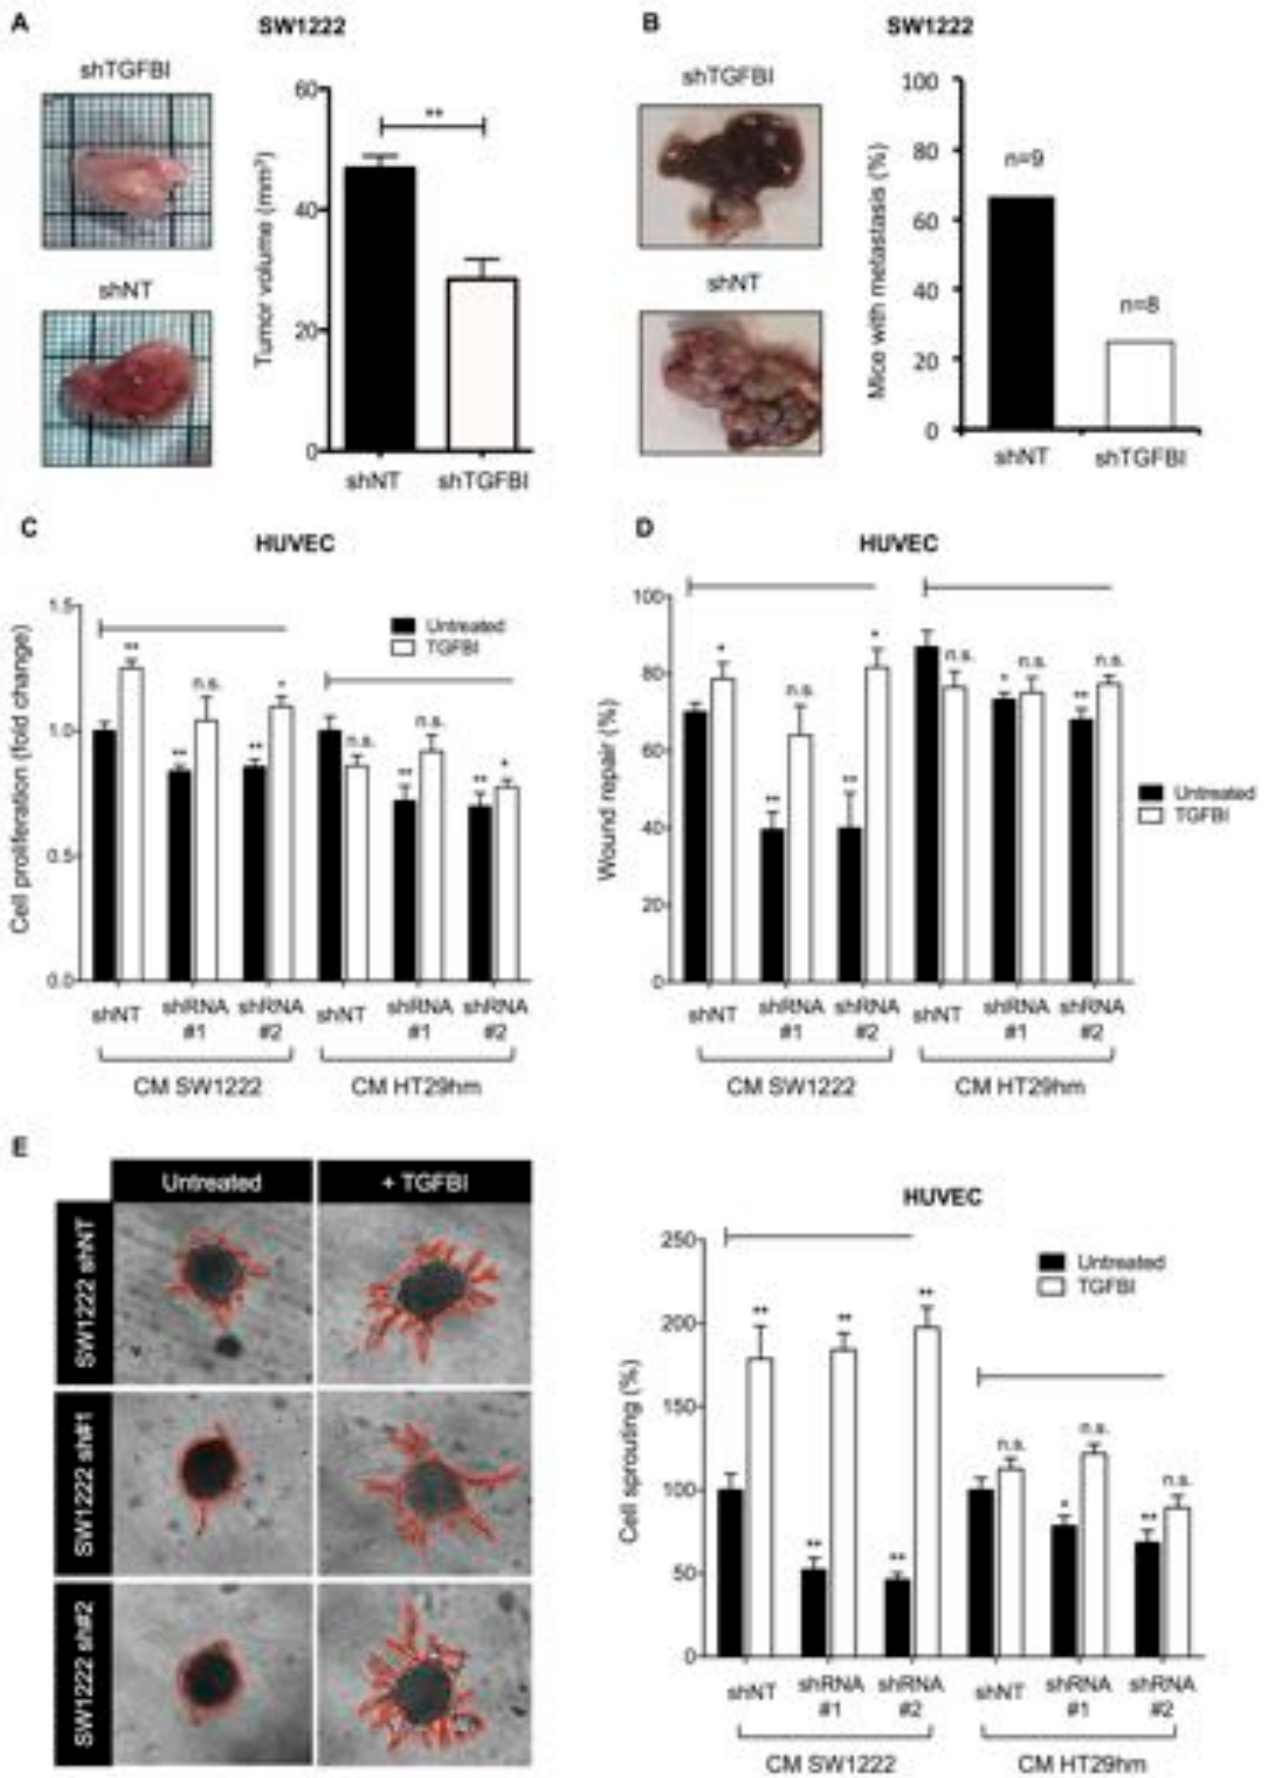 A
SW1222
shTGFBI
shNT
Tumor volume (mm³)
60
40
20
0
**
shNT
shTGFBI
B
SW1222
shTGFBI
shNT
Mice with metastasis (%)
100
80
60
40
20
0
n=9
n=8
shNT
shTGFBI
C
HUVEC
Cell proliferation (fold change)
1.5
1.0
0.5
0.0
Untreated
TGFBI
**
**
n.s.
**
*
n.s.
**
n.s.
**
*
shNT
shRNA #1
shRNA #2
shNT
shRNA #1
shRNA #2
CM SW1222
CM HT29hm
D
HUVEC
Wound repair (%)
100
80
60
40
20
0
*
**
n.s.
**
*
n.s.
*
n.s.
**
n.s.
Untreated
TGFBI
shNT
shRNA #1
shRNA #2
shNT
shRNA #1
shRNA #2
CM SW1222
CM HT29hm
E
Untreated
+ TGFBI
SW1222 shNT
SW1222 sh#1
SW1222 sh#2
HUVEC
Cell sprouting (%)
250
200
150
100
50
0
Untreated
TGFBI
**
**
**
**
**
n.s.
*
n.s.
**
n.s.
shNT
shRNA #1
shRNA #2
shNT
shRNA #1
shRNA #2
CM SW1222
CM HT29hm